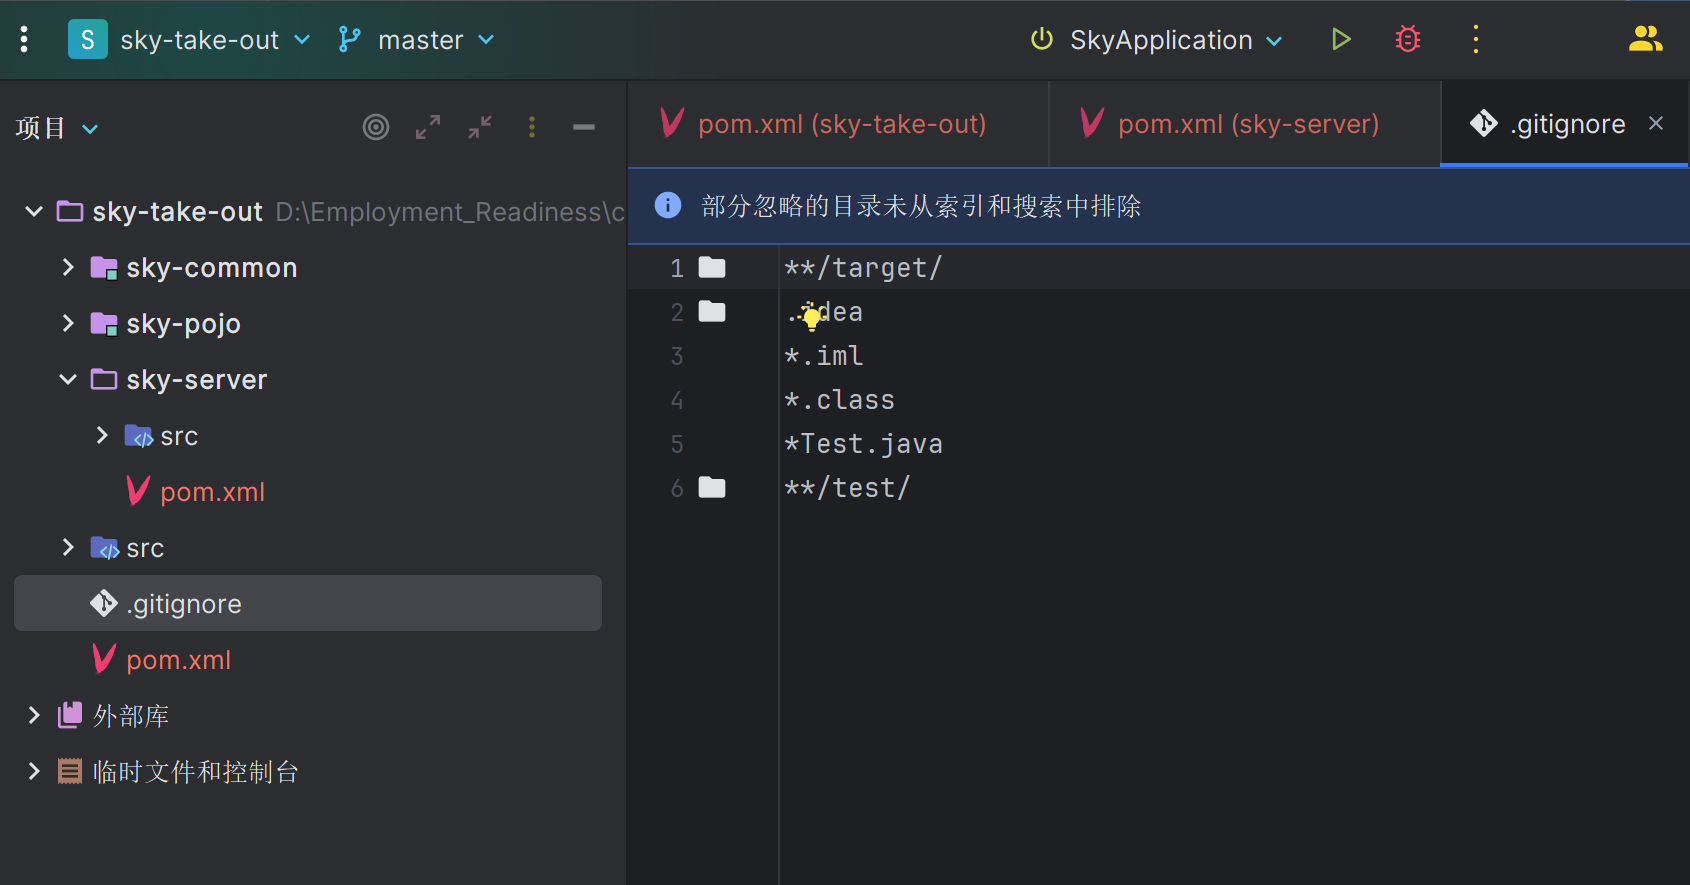 S sky-take-out master SkyApplication
项目
pom.xml (sky-take-out) pom.xml (sky-server) .gitignore
部分忽略的目录未从索引和搜索中排除
sky-take-out D:\Employment_Readiness\c
sky-common
sky-pojo
sky-server
src
pom.xml
src
.gitignore
pom.xml
外部库
临时文件和控制台
1 **/target/
2 .idea
3 *.iml
4 *.class
5 *Test.java
6 **/test/